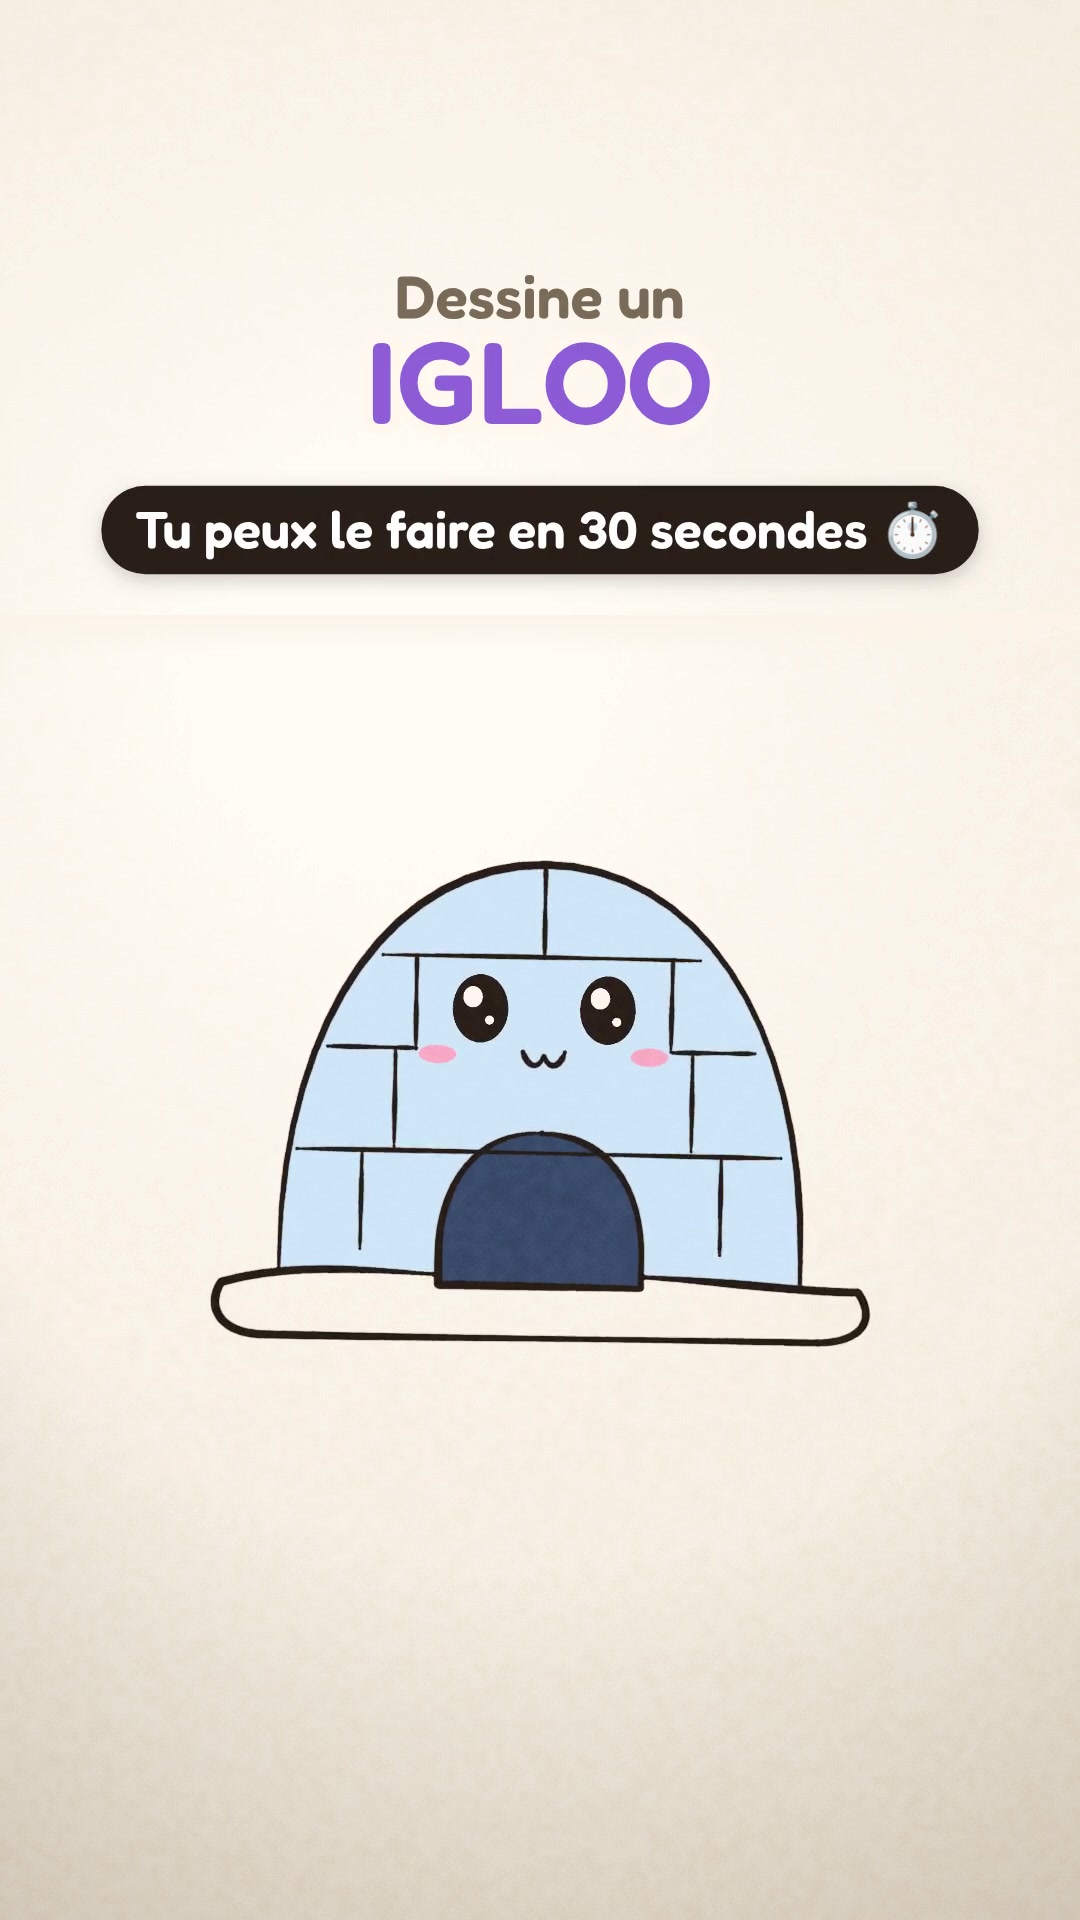 Dessine un
IGLOO
Tu peux le faire en 30 secondes ⏱️